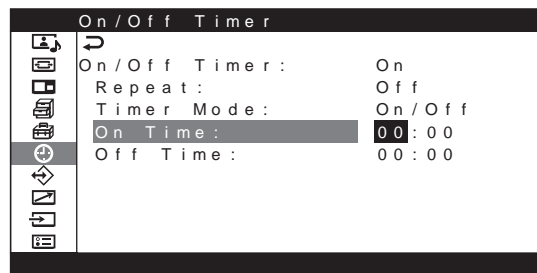 On/Off Timer
On/Off Timer: On
Repeat: Off
Timer Mode: On/Off
On Time: 00:00
Off Time: 00:00